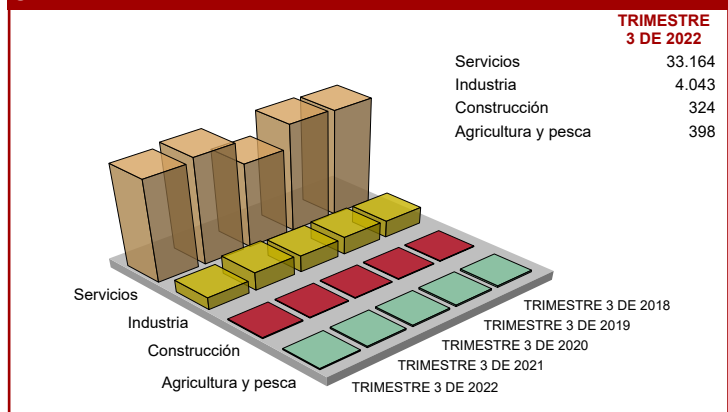 TRIMESTRE
3 DE 2022
Servicios 33.164
Industria 4.043
Construcción 324
Agricultura y pesca 398
Servicios
Industria
Construcción
Agricultura y pesca
TRIMESTRE 3 DE 2018
TRIMESTRE 3 DE 2019
TRIMESTRE 3 DE 2020
TRIMESTRE 3 DE 2021
TRIMESTRE 3 DE 2022